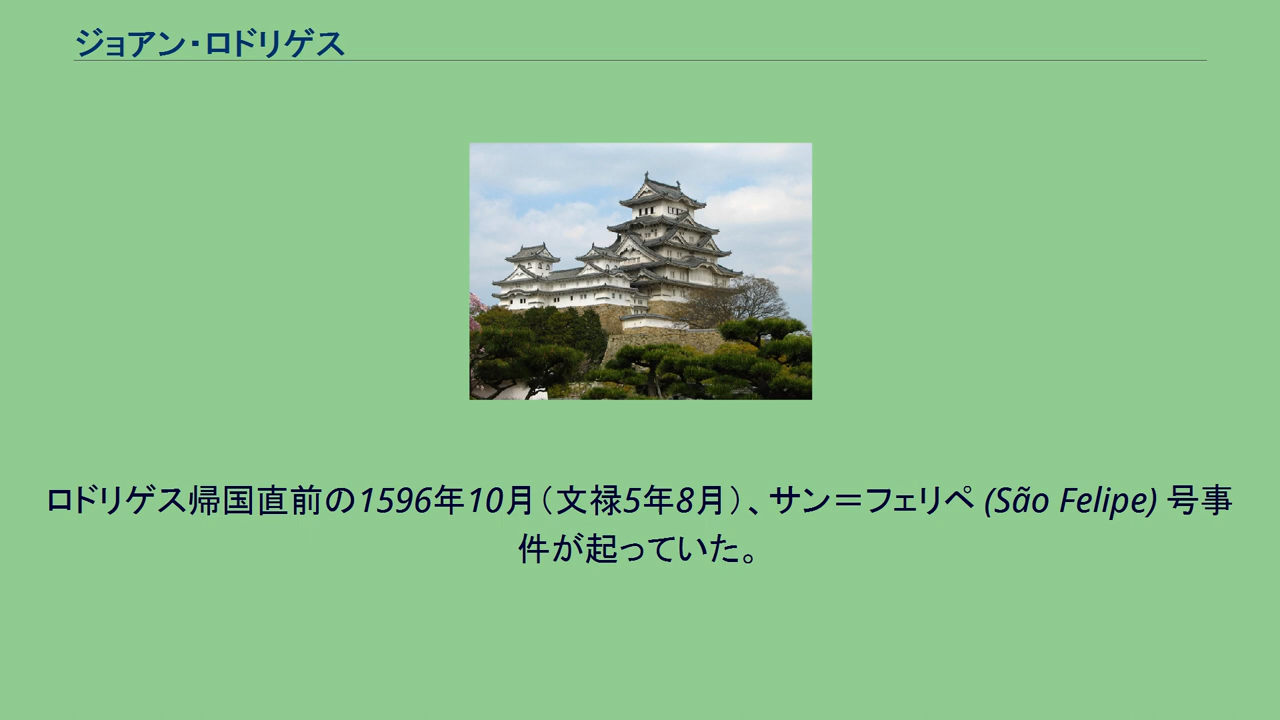 ジョアン・ロドリゲス
ロドリゲス帰国直前の1596年10月（文禄5年8月）、サン＝フェリペ (São Felipe) 号事
件が起っていた。